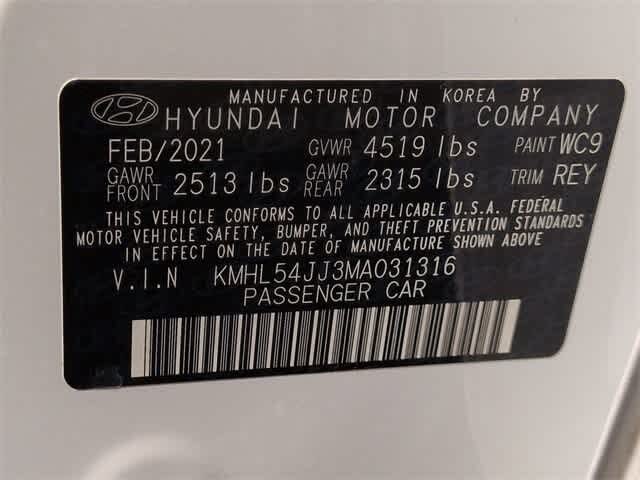 MANUFACTURED IN KOREA BY
HYUNDAI MOTOR COMPANY
FEB/2021 GVWR 4519 lbs PAINT WC9
GAWR FRONT 2513 lbs GAWR REAR 2315 lbs TRIM REY
THIS VEHICLE CONFORMS TO ALL APPLICABLE U.S.A. FEDERAL
MOTOR VEHICLE SAFETY, BUMPER, AND THEFT PREVENTION STANDARDS
IN EFFECT ON THE DATE OF MANUFACTURE SHOWN ABOVE
V.I.N KMHL54JJ3MA031316
PASSENGER CAR